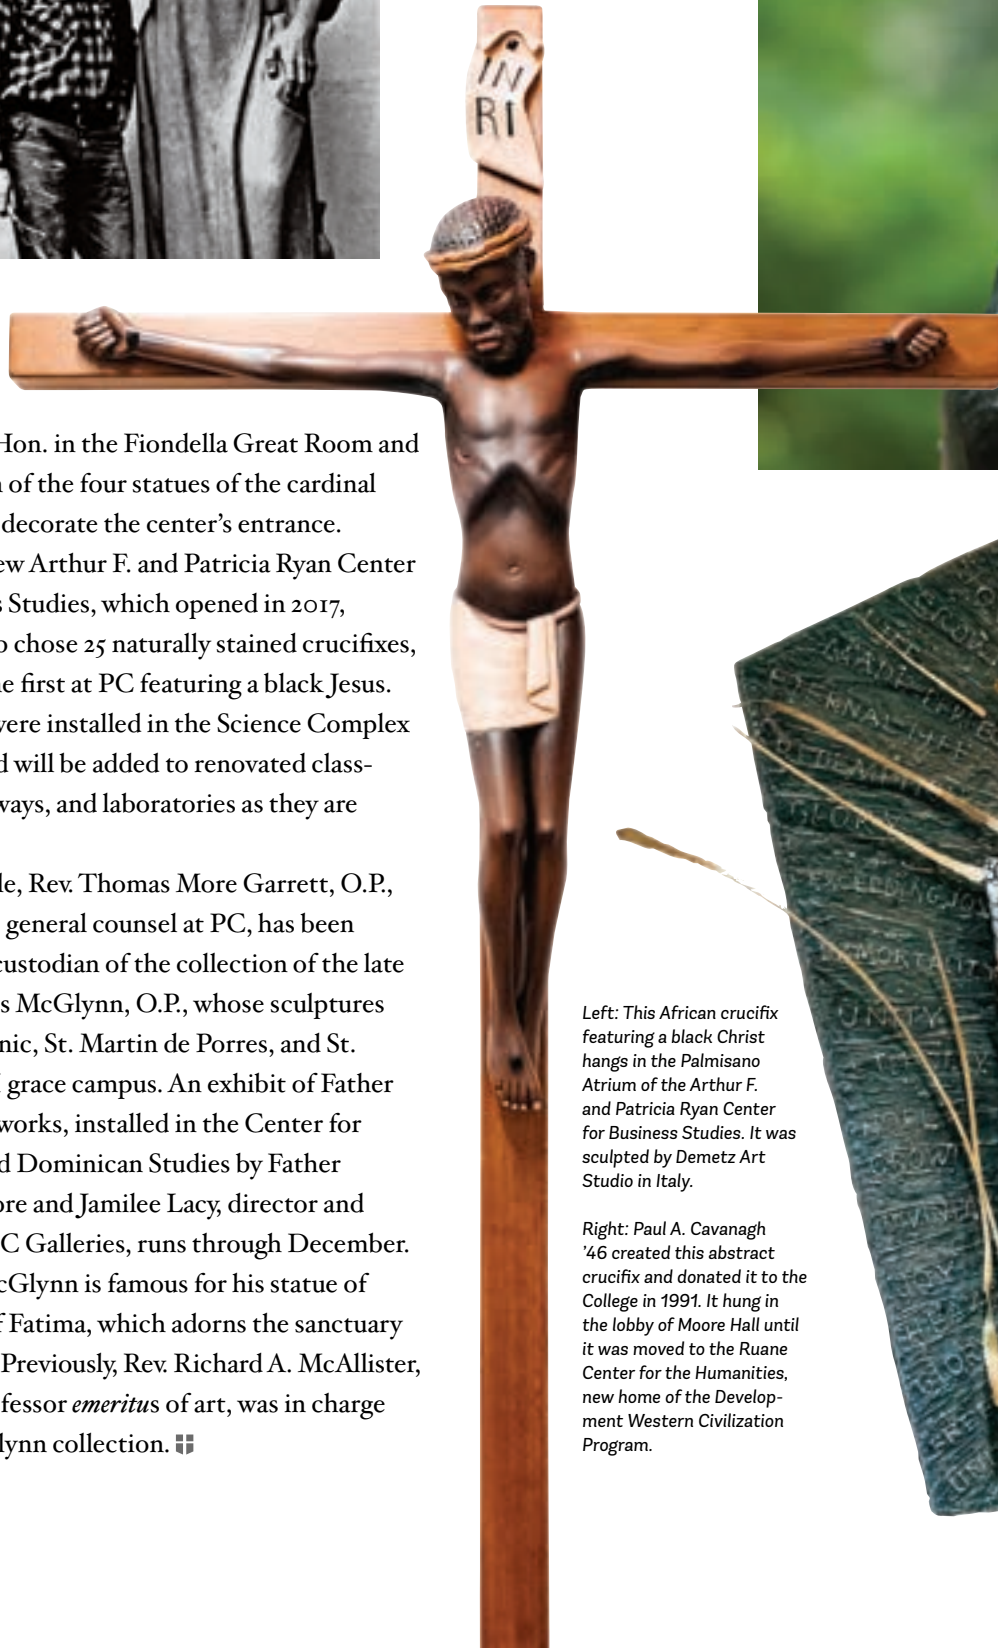 IN
RI
Hon. in the Fiondella Great Room and
of the four statues of the cardinal
decorate the center's entrance.
ew Arthur F. and Patricia Ryan Center
s Studies, which opened in 2017,
o chose 25 naturally stained crucifixes,
he first at PC featuring a black Jesus.
were installed in the Science Complex
d will be added to renovated class-
ways, and laboratories as they are
le, Rev. Thomas More Garrett, O.P.,
general counsel at PC, has been
custodian of the collection of the late
s McGlynn, O.P., whose sculptures
nic, St. Martin de Porres, and St.
grace campus. An exhibit of Father
works, installed in the Center for
d Dominican Studies by Father
ore and Jamilee Lacy, director and
C Galleries, runs through December.
cGlynn is famous for his statue of
f Fatima, which adorns the sanctuary
Previously, Rev. Richard A. McAllister,
fessor emeritus of art, was in charge
lynn collection.
Left: This African crucifix
featuring a black Christ
hangs in the Palmisano
Atrium of the Arthur F.
and Patricia Ryan Center
for Business Studies. It was
sculpted by Demetz Art
Studio in Italy.
Right: Paul A. Cavanagh
'46 created this abstract
crucifix and donated it to the
College in 1991. It hung in
the lobby of Moore Hall until
it was moved to the Ruane
Center for the Humanities,
new home of the Develop-
ment Western Civilization
Program.
UNITY